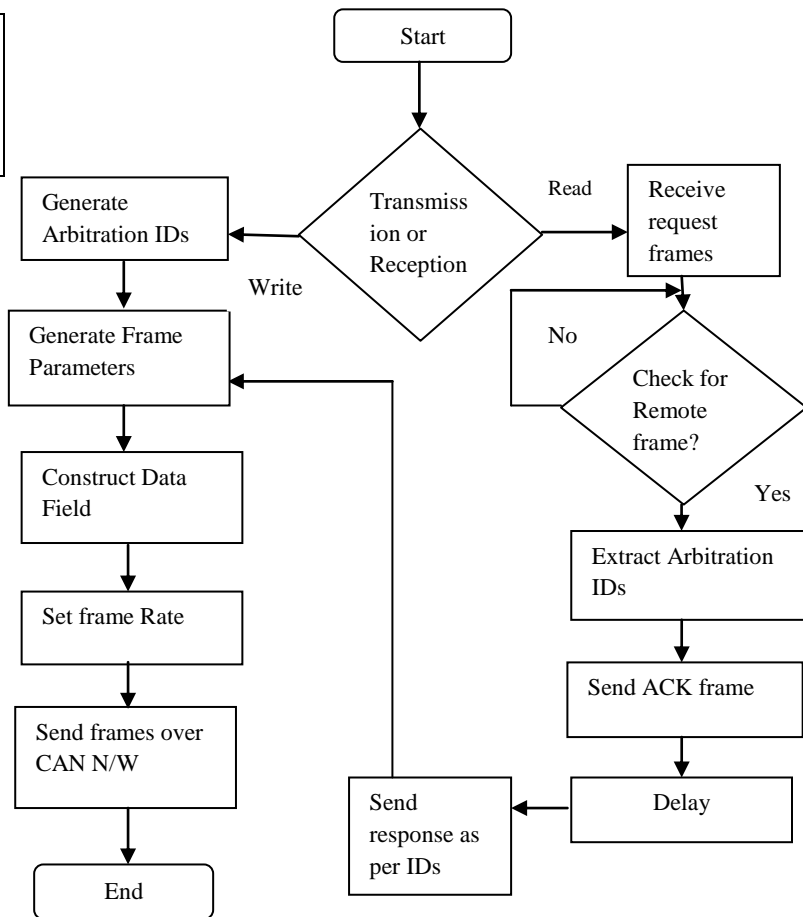 Start
Transmiss
ion or
Reception
Read
Write
Generate
Arbitration IDs
Receive
request
frames
Generate Frame
Parameters
No
Check for
Remote
frame?
Yes
Construct Data
Field
Extract Arbitration
IDs
Set frame Rate
Send ACK frame
Send frames over
CAN N/W
Send
response as
per IDs
Delay
End